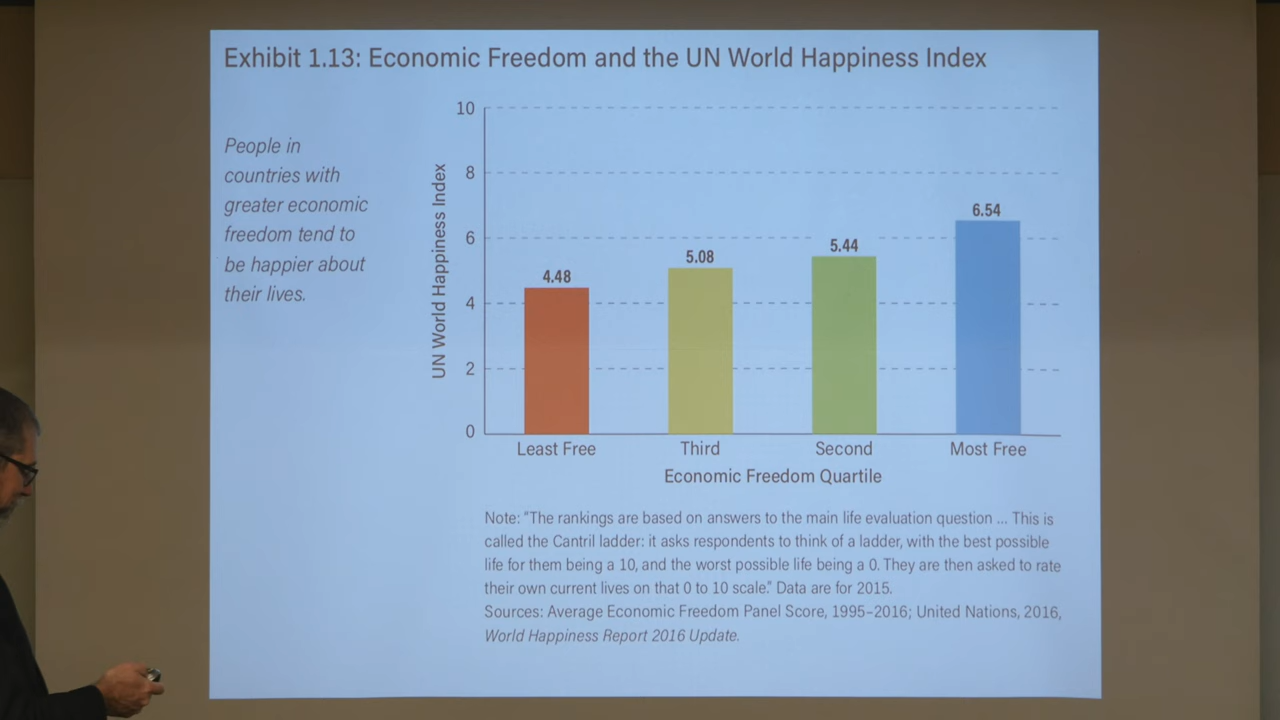 Exhibit 1.13: Economic Freedom and the UN World Happiness Index
People in
countries with
greater economic
freedom tend to
be happier about
their lives.
UN World Happiness Index
10
8
6
4
2
0
4.48
5.08
5.44
6.54
Least Free
Third
Second
Most Free
Economic Freedom Quartile
Note: “The rankings are based on answers to the main life evaluation question ... This is
called the Cantril ladder: it asks respondents to think of a ladder, with the best possible
life for them being a 10, and the worst possible life being a 0. They are then asked to rate
their own current lives on that 0 to 10 scale.” Data are for 2015.
Sources: Average Economic Freedom Panel Score, 1995–2016; United Nations, 2016,
World Happiness Report 2016 Update.